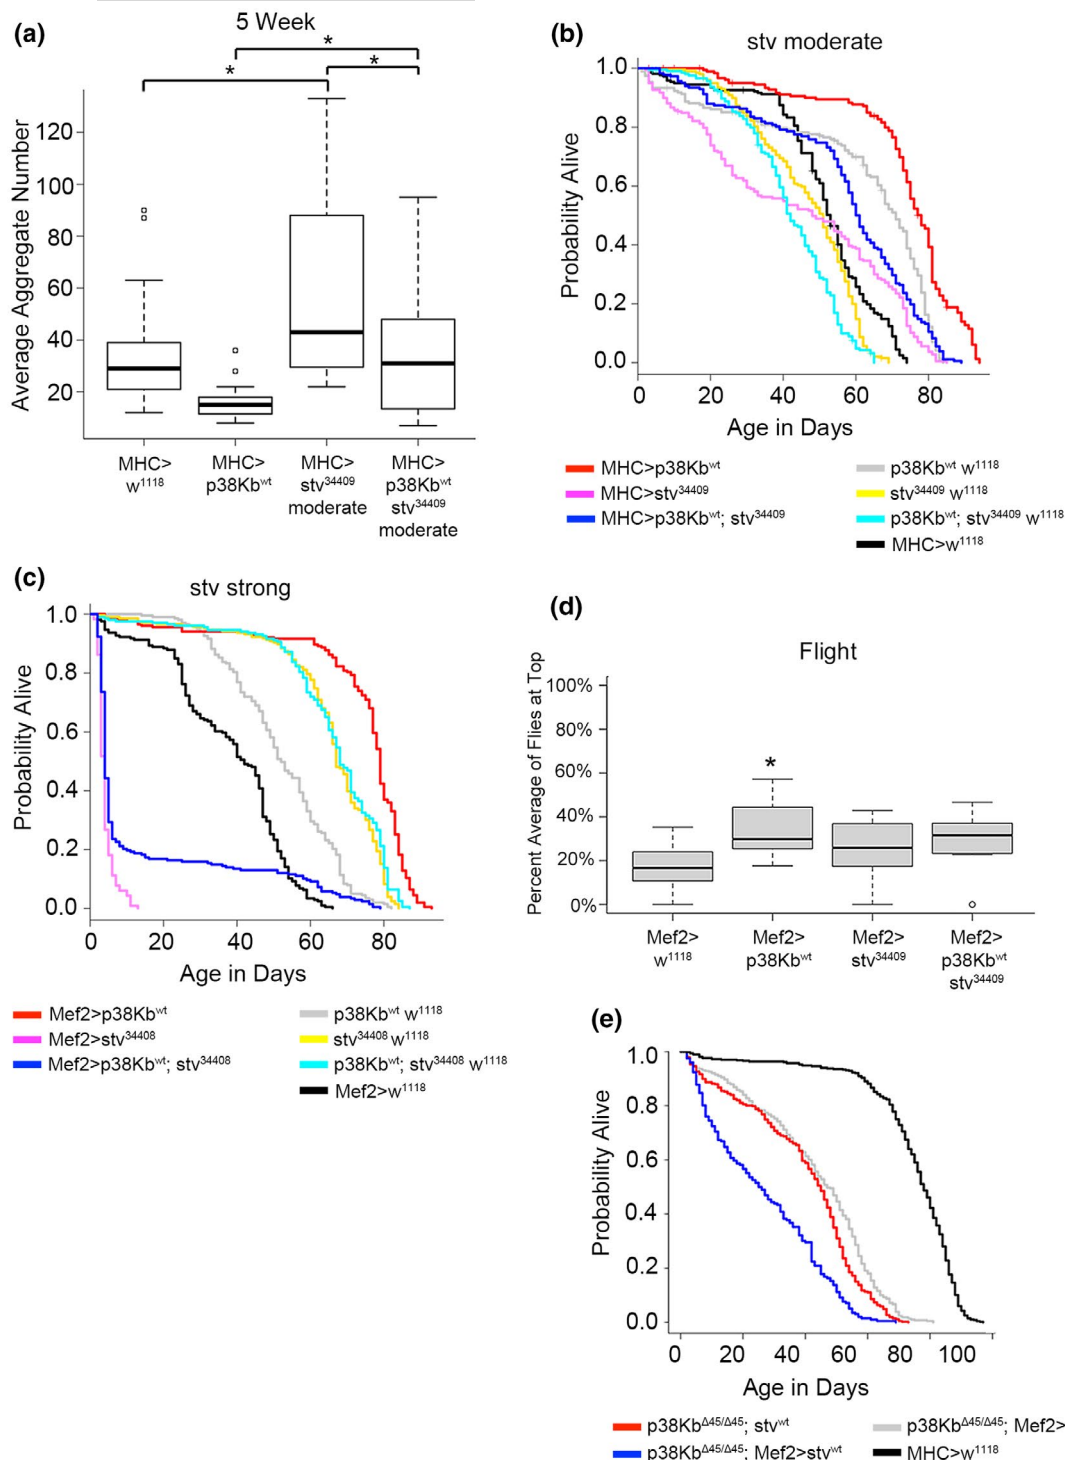 (a)
5 Week
*
*
*
Average Aggregate Number
120
100
80
60
40
20
MHC> w¹¹¹⁸
MHC> p38Kbʷᵗ
MHC> stv³⁴⁴⁰⁹ moderate
MHC> p38Kbʷᵗ stv³⁴⁴⁰⁹ moderate
(b)
stv moderate
Probability Alive
1.0
0.8
0.6
0.4
0.2
0.0
0 20 40 60 80
Age in Days
MHC>p38Kbʷᵗ
MHC>stv³⁴⁴⁰⁹
MHC>p38Kbʷᵗ; stv³⁴⁴⁰⁹
p38Kbʷᵗ w¹¹¹⁸
stv³⁴⁴⁰⁹ w¹¹¹⁸
p38Kbʷᵗ; stv³⁴⁴⁰⁹ w¹¹¹⁸
MHC>w¹¹¹⁸
(c)
stv strong
Probability Alive
1.0
0.8
0.6
0.4
0.2
0.0
0 20 40 60 80
Age in Days
Mef2>p38Kbʷᵗ
Mef2>stv³⁴⁴⁰⁸
Mef2>p38Kbʷᵗ; stv³⁴⁴⁰⁸
p38Kbʷᵗ w¹¹¹⁸
stv³⁴⁴⁰⁸ w¹¹¹⁸
p38Kbʷᵗ; stv³⁴⁴⁰⁸ w¹¹¹⁸
Mef2>w¹¹¹⁸
(d)
Flight
Percent Average of Flies at Top
100%
80%
60%
40%
20%
0%
*
Mef2> w¹¹¹⁸
Mef2> p38Kbʷᵗ
Mef2> stv³⁴⁴⁰⁹
Mef2> p38Kbʷᵗ stv³⁴⁴⁰⁹
(e)
Probability Alive
1.0
0.8
0.6
0.4
0.2
0.0
0 20 40 60 80 100
Age in Days
p38Kb^Δ45/Δ45; stvʷᵗ
p38Kb^Δ45/Δ45; Mef2>stvʷᵗ
p38Kb^Δ45/Δ45; Mef2>
MHC>w¹¹¹⁸